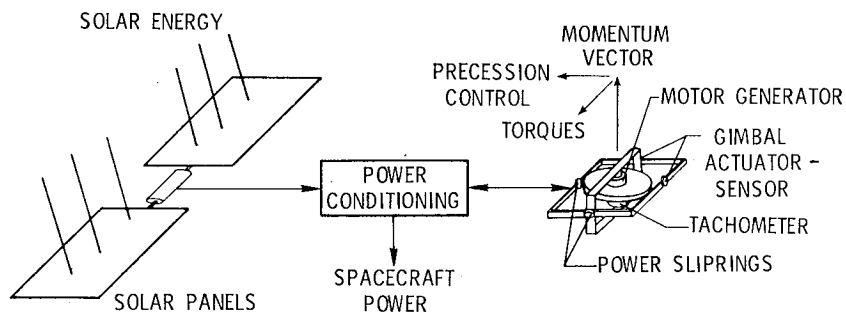 SOLAR ENERGY
MOMENTUM
VECTOR
PRECESSION
CONTROL
TORQUES
MOTOR GENERATOR
GIMBAL
ACTUATOR -
SENSOR
POWER
CONDITIONING
TACHOMETER
POWER SLIPRINGS
SPACECRAFT
POWER
SOLAR PANELS